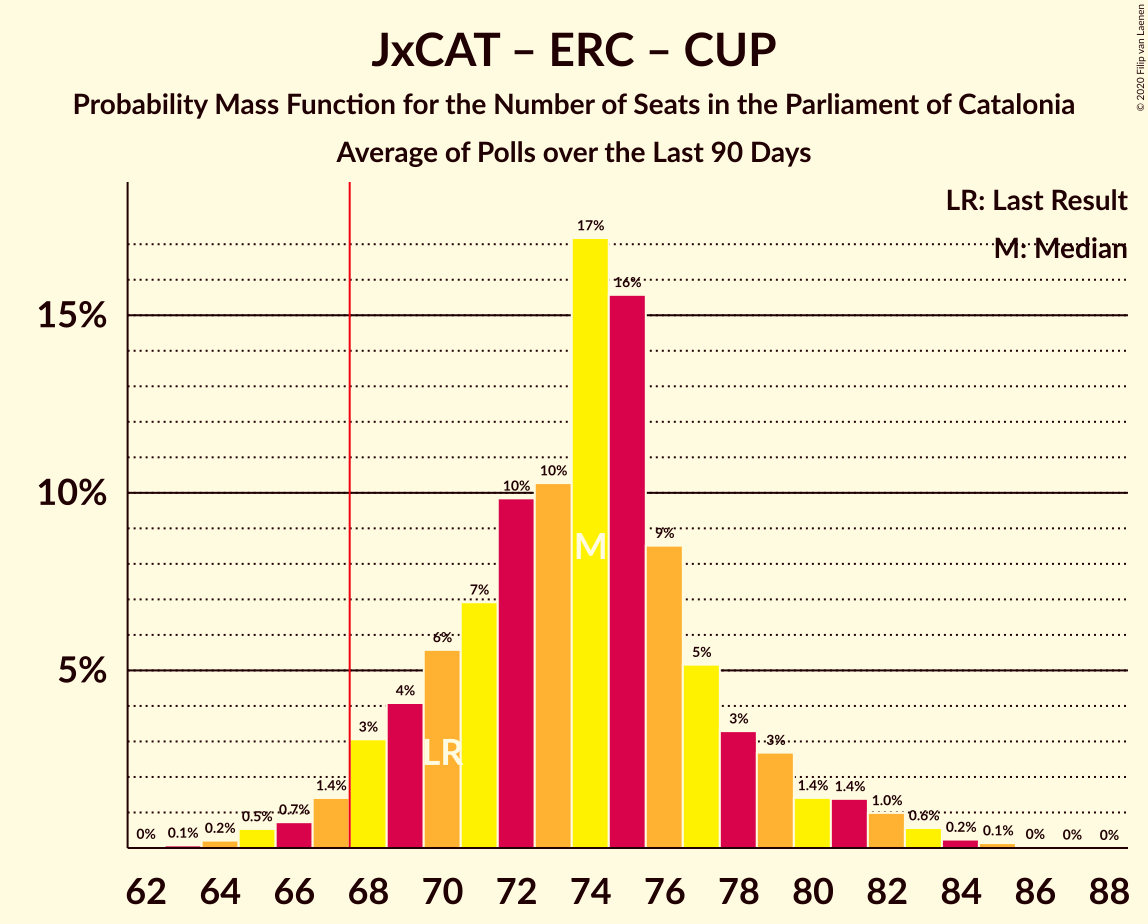 JxCAT – ERC – CUP
Probability Mass Function for the Number of Seats in the Parliament of Catalonia
Average of Polls over the Last 90 Days
© 2020 Filip van Laenen
LR: Last Result
M: Median
15%
10%
5%
0% 0.1% 0.2% 0.5% 0.7% 1.4% 3% 4% 6% 7% 10% 10% 17% 16% 9% 5% 3% 3% 1.4% 1.4% 1.0% 0.6% 0.2% 0.1% 0% 0% 0%
M
LR
62 64 66 68 70 72 74 76 78 80 82 84 86 88